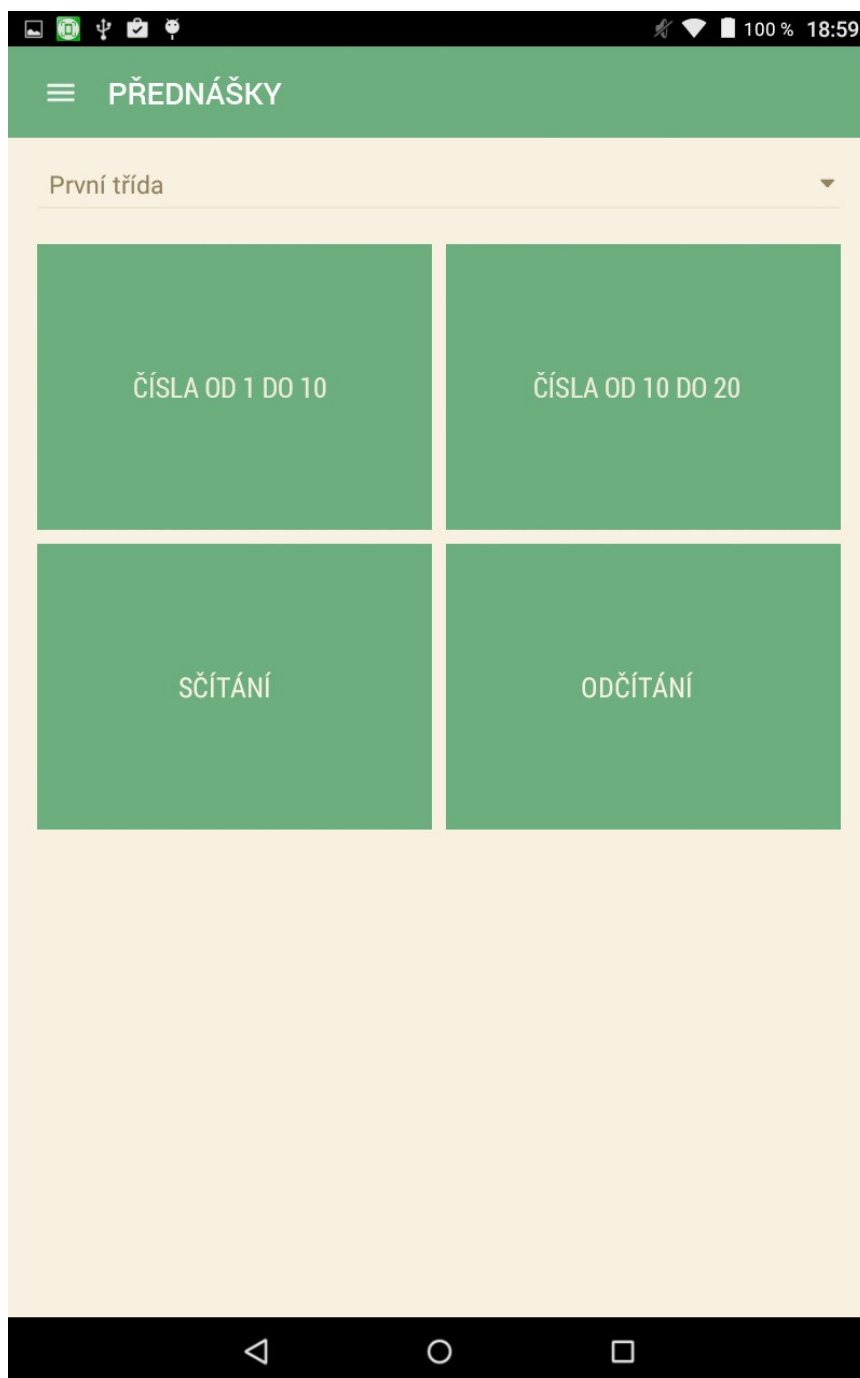 100 % 18:59
PŘEDNÁŠKY
První třída
ČÍSLA OD 1 DO 10
ČÍSLA OD 10 DO 20
SČÍTÁNÍ
ODČÍTÁNÍ